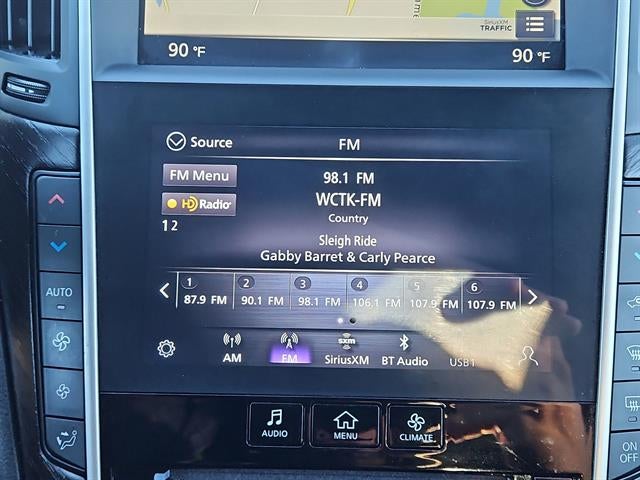 SiriusXM
TRAFFIC
90 °F
90 °F
Source
FM
FM Menu
98.1 FM
HD Radio
WCTK-FM
Country
1 2
Sleigh Ride
Gabby Barret & Carly Pearce
1 2 3 4 5 6
87.9 FM 90.1 FM 98.1 FM 106.1 FM 107.9 FM 107.9 FM
AUTO
sxm
AM FM SiriusXM BT Audio USB1
AUDIO MENU CLIMATE
ON
OFF